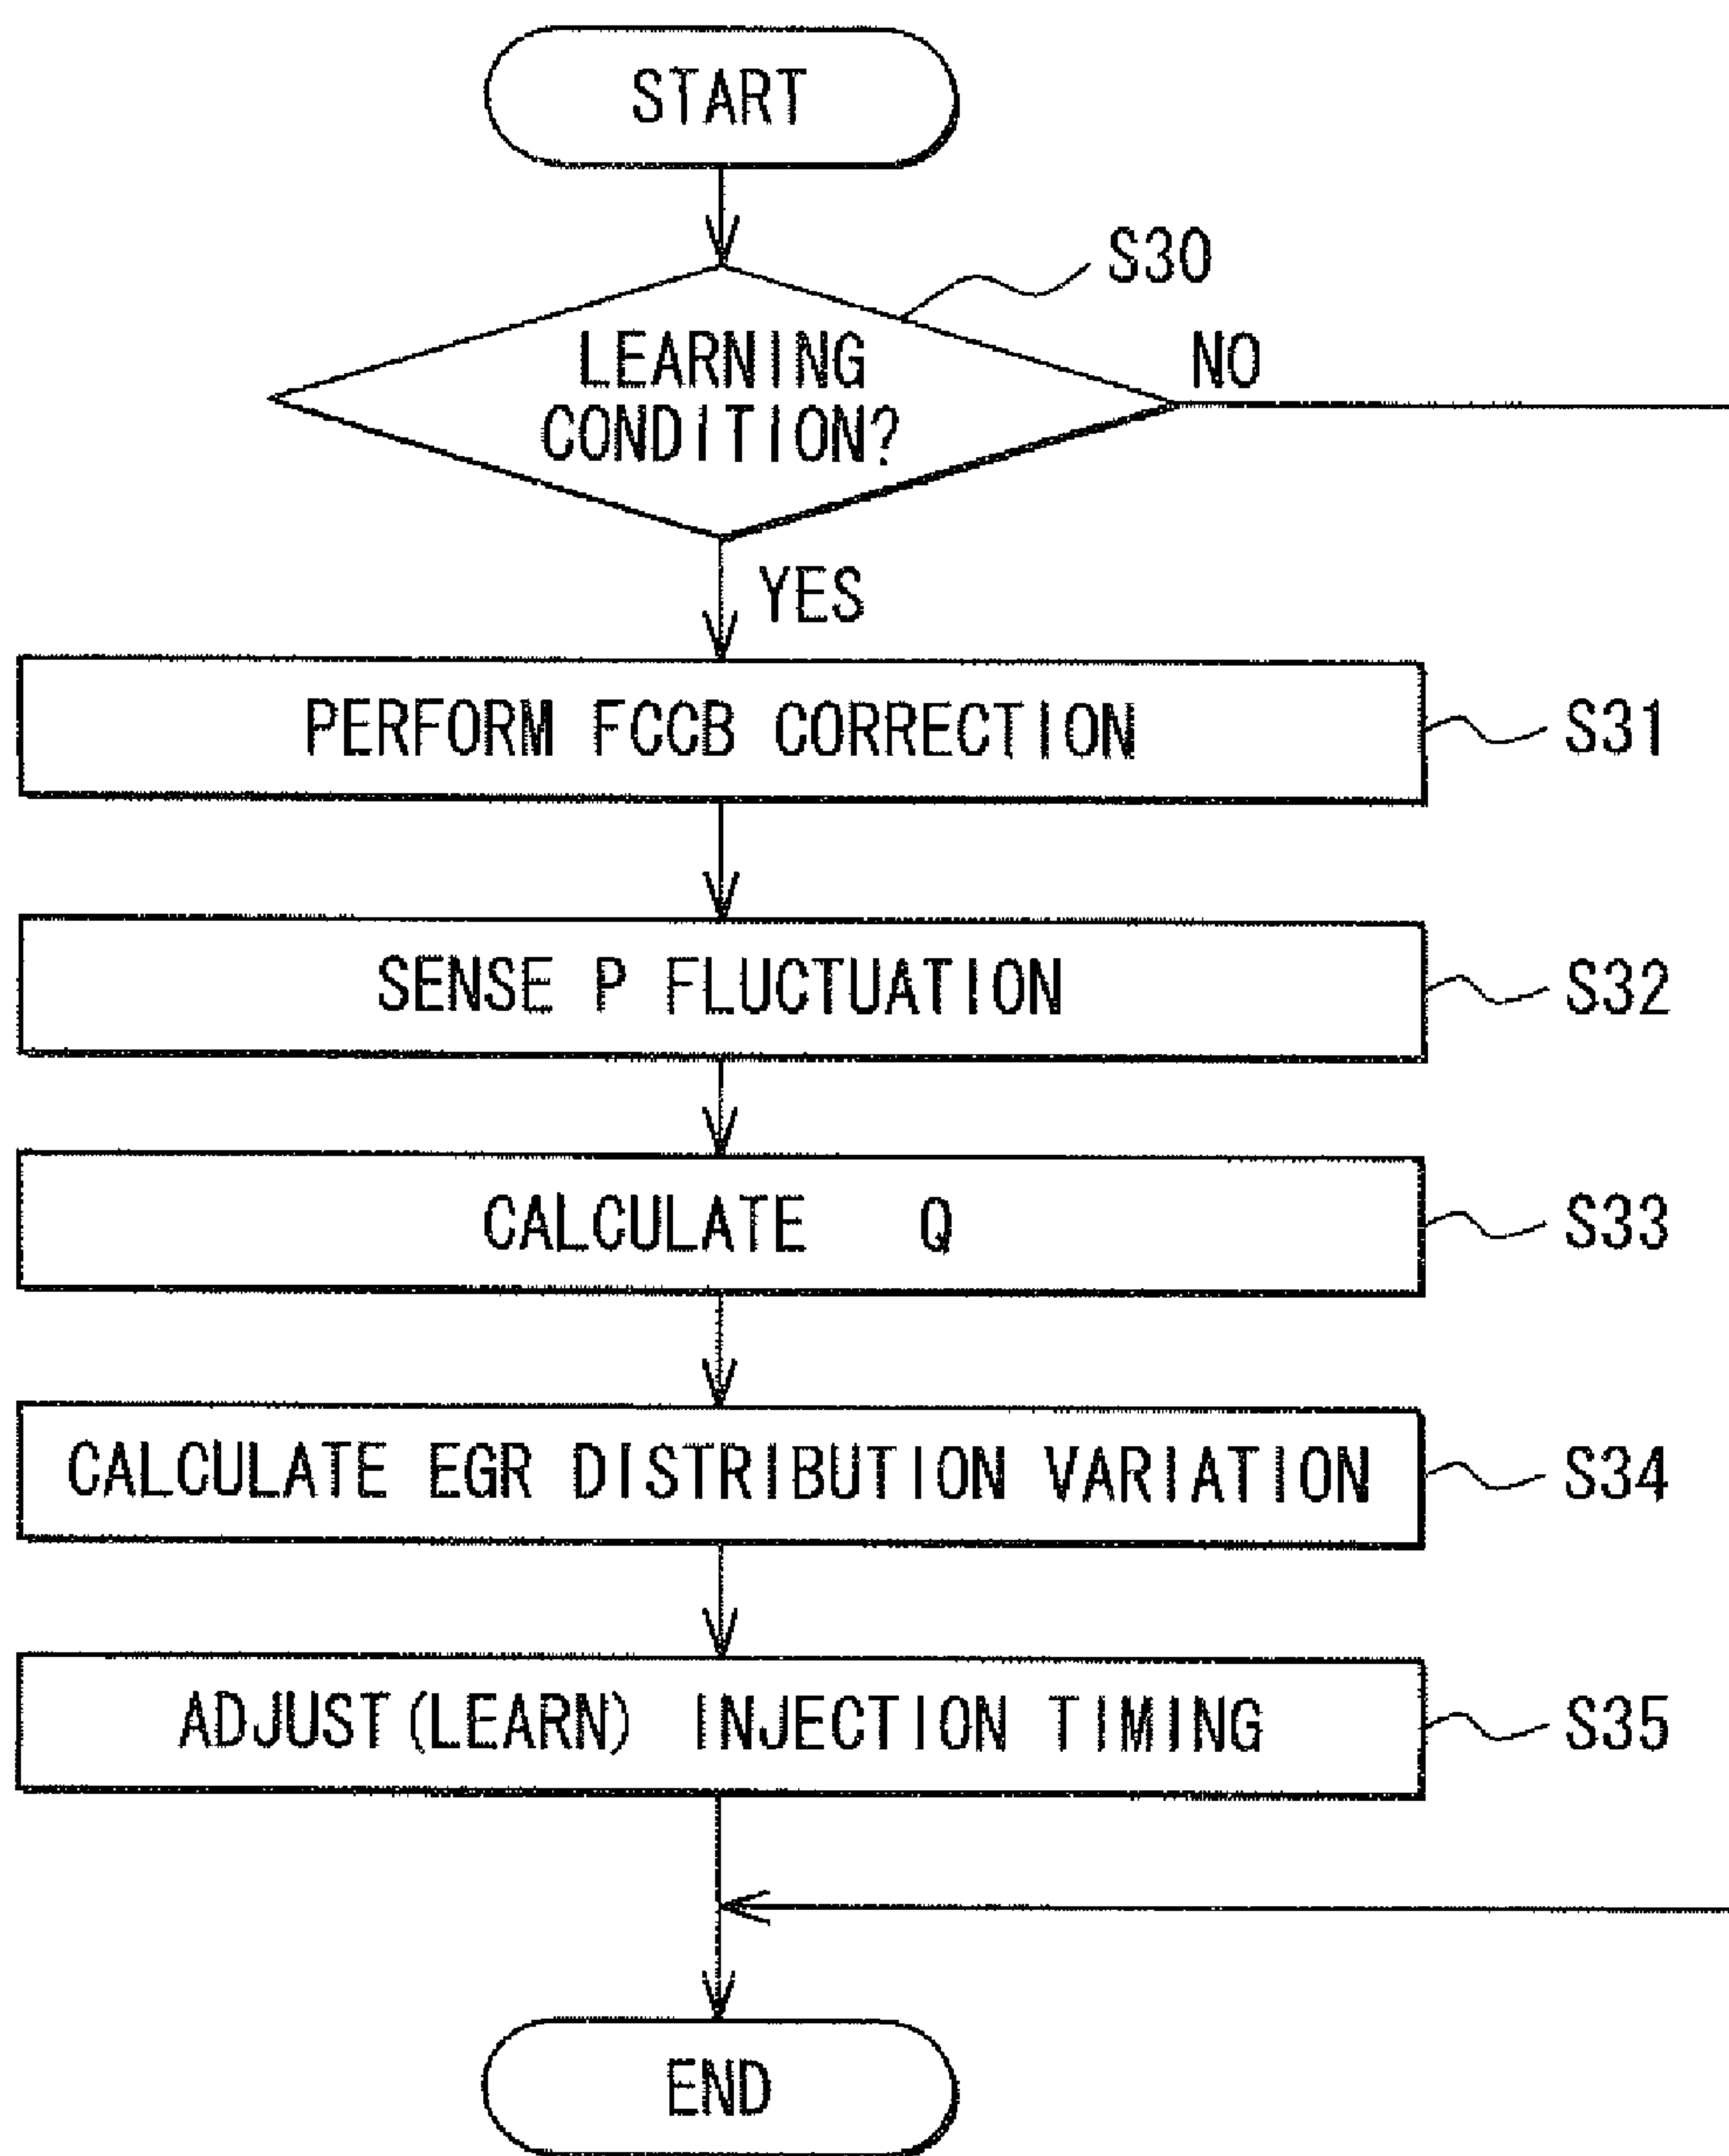 START
S30
LEARNING
CONDITION?
NO
YES
PERFORM FCCB CORRECTION
S31
SENSE P FLUCTUATION
S32
CALCULATE Q
S33
CALCULATE EGR DISTRIBUTION VARIATION
S34
ADJUST(LEARN) INJECTION TIMING
S35
END